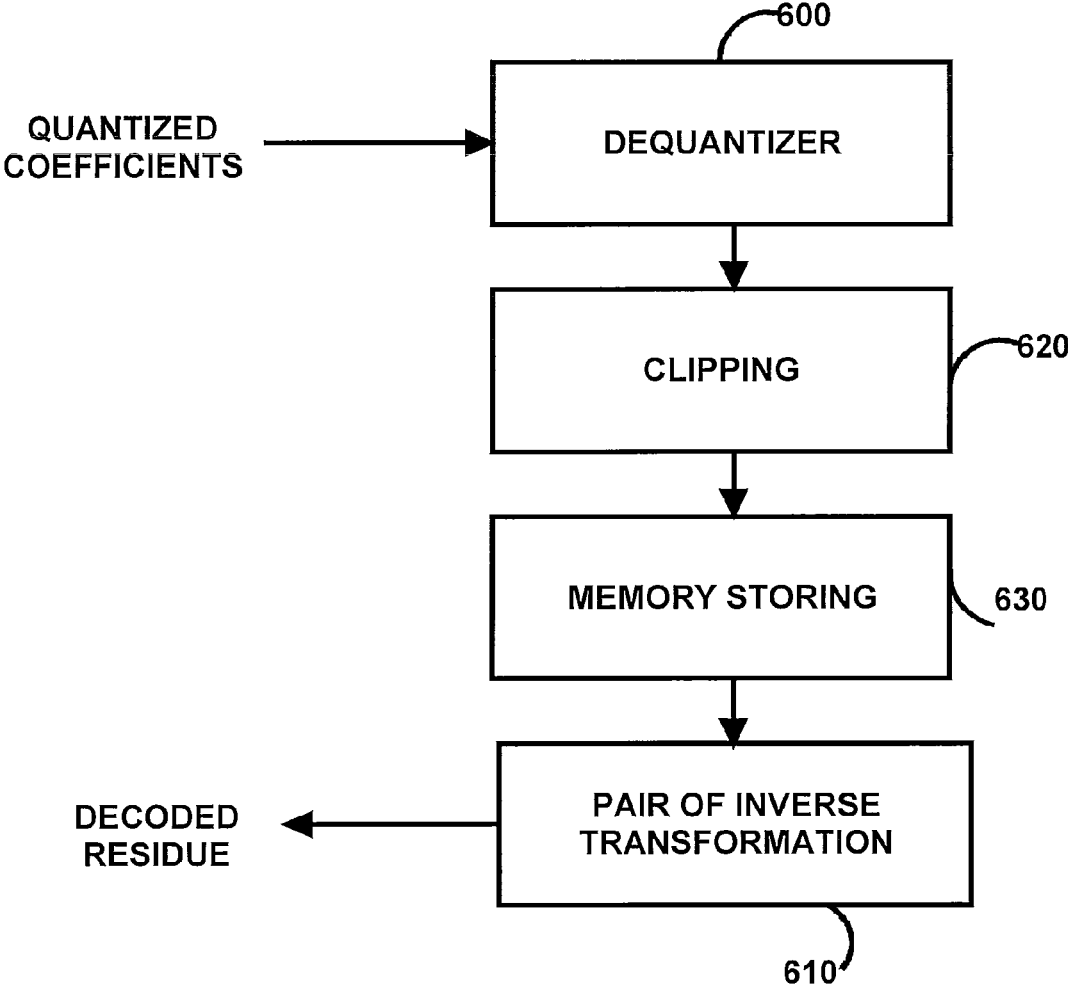 600
QUANTIZED
COEFFICIENTS
DEQUANTIZER
CLIPPING
620
MEMORY STORING
630
DECODED
RESIDUE
PAIR OF INVERSE
TRANSFORMATION
610